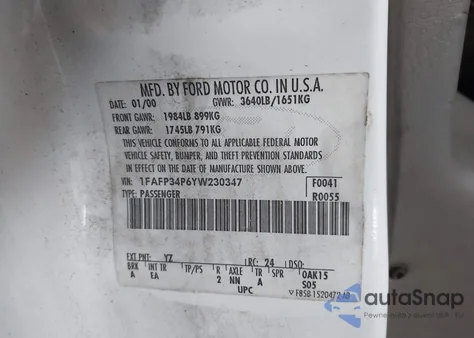 MFD. BY FORD MOTOR CO. IN U.S.A.
DATE: 01/00 GVWR: 3640LB/1651KG
FRONT GAWR: 1984LB 899KG
REAR GAWR: 1745LB 791KG
THIS VEHICLE CONFORMS TO ALL APPLICABLE FEDERAL MOTOR
VEHICLE SAFETY, BUMPER, AND THEFT PREVENTION STANDARDS
IN EFFECT ON THE DATE OF MANUFACTURE SHOWN ABOVE.
VIN: 1FAFP34P6YW230347 F0041
TYPE: PASSENGER R0055
EXT PNT: YZ RC: 24 DSO:
BRK INT TR TP/PS R AXLE TR SPR 0AK15
A EA 2 NN A S05
UPC
autoSnap